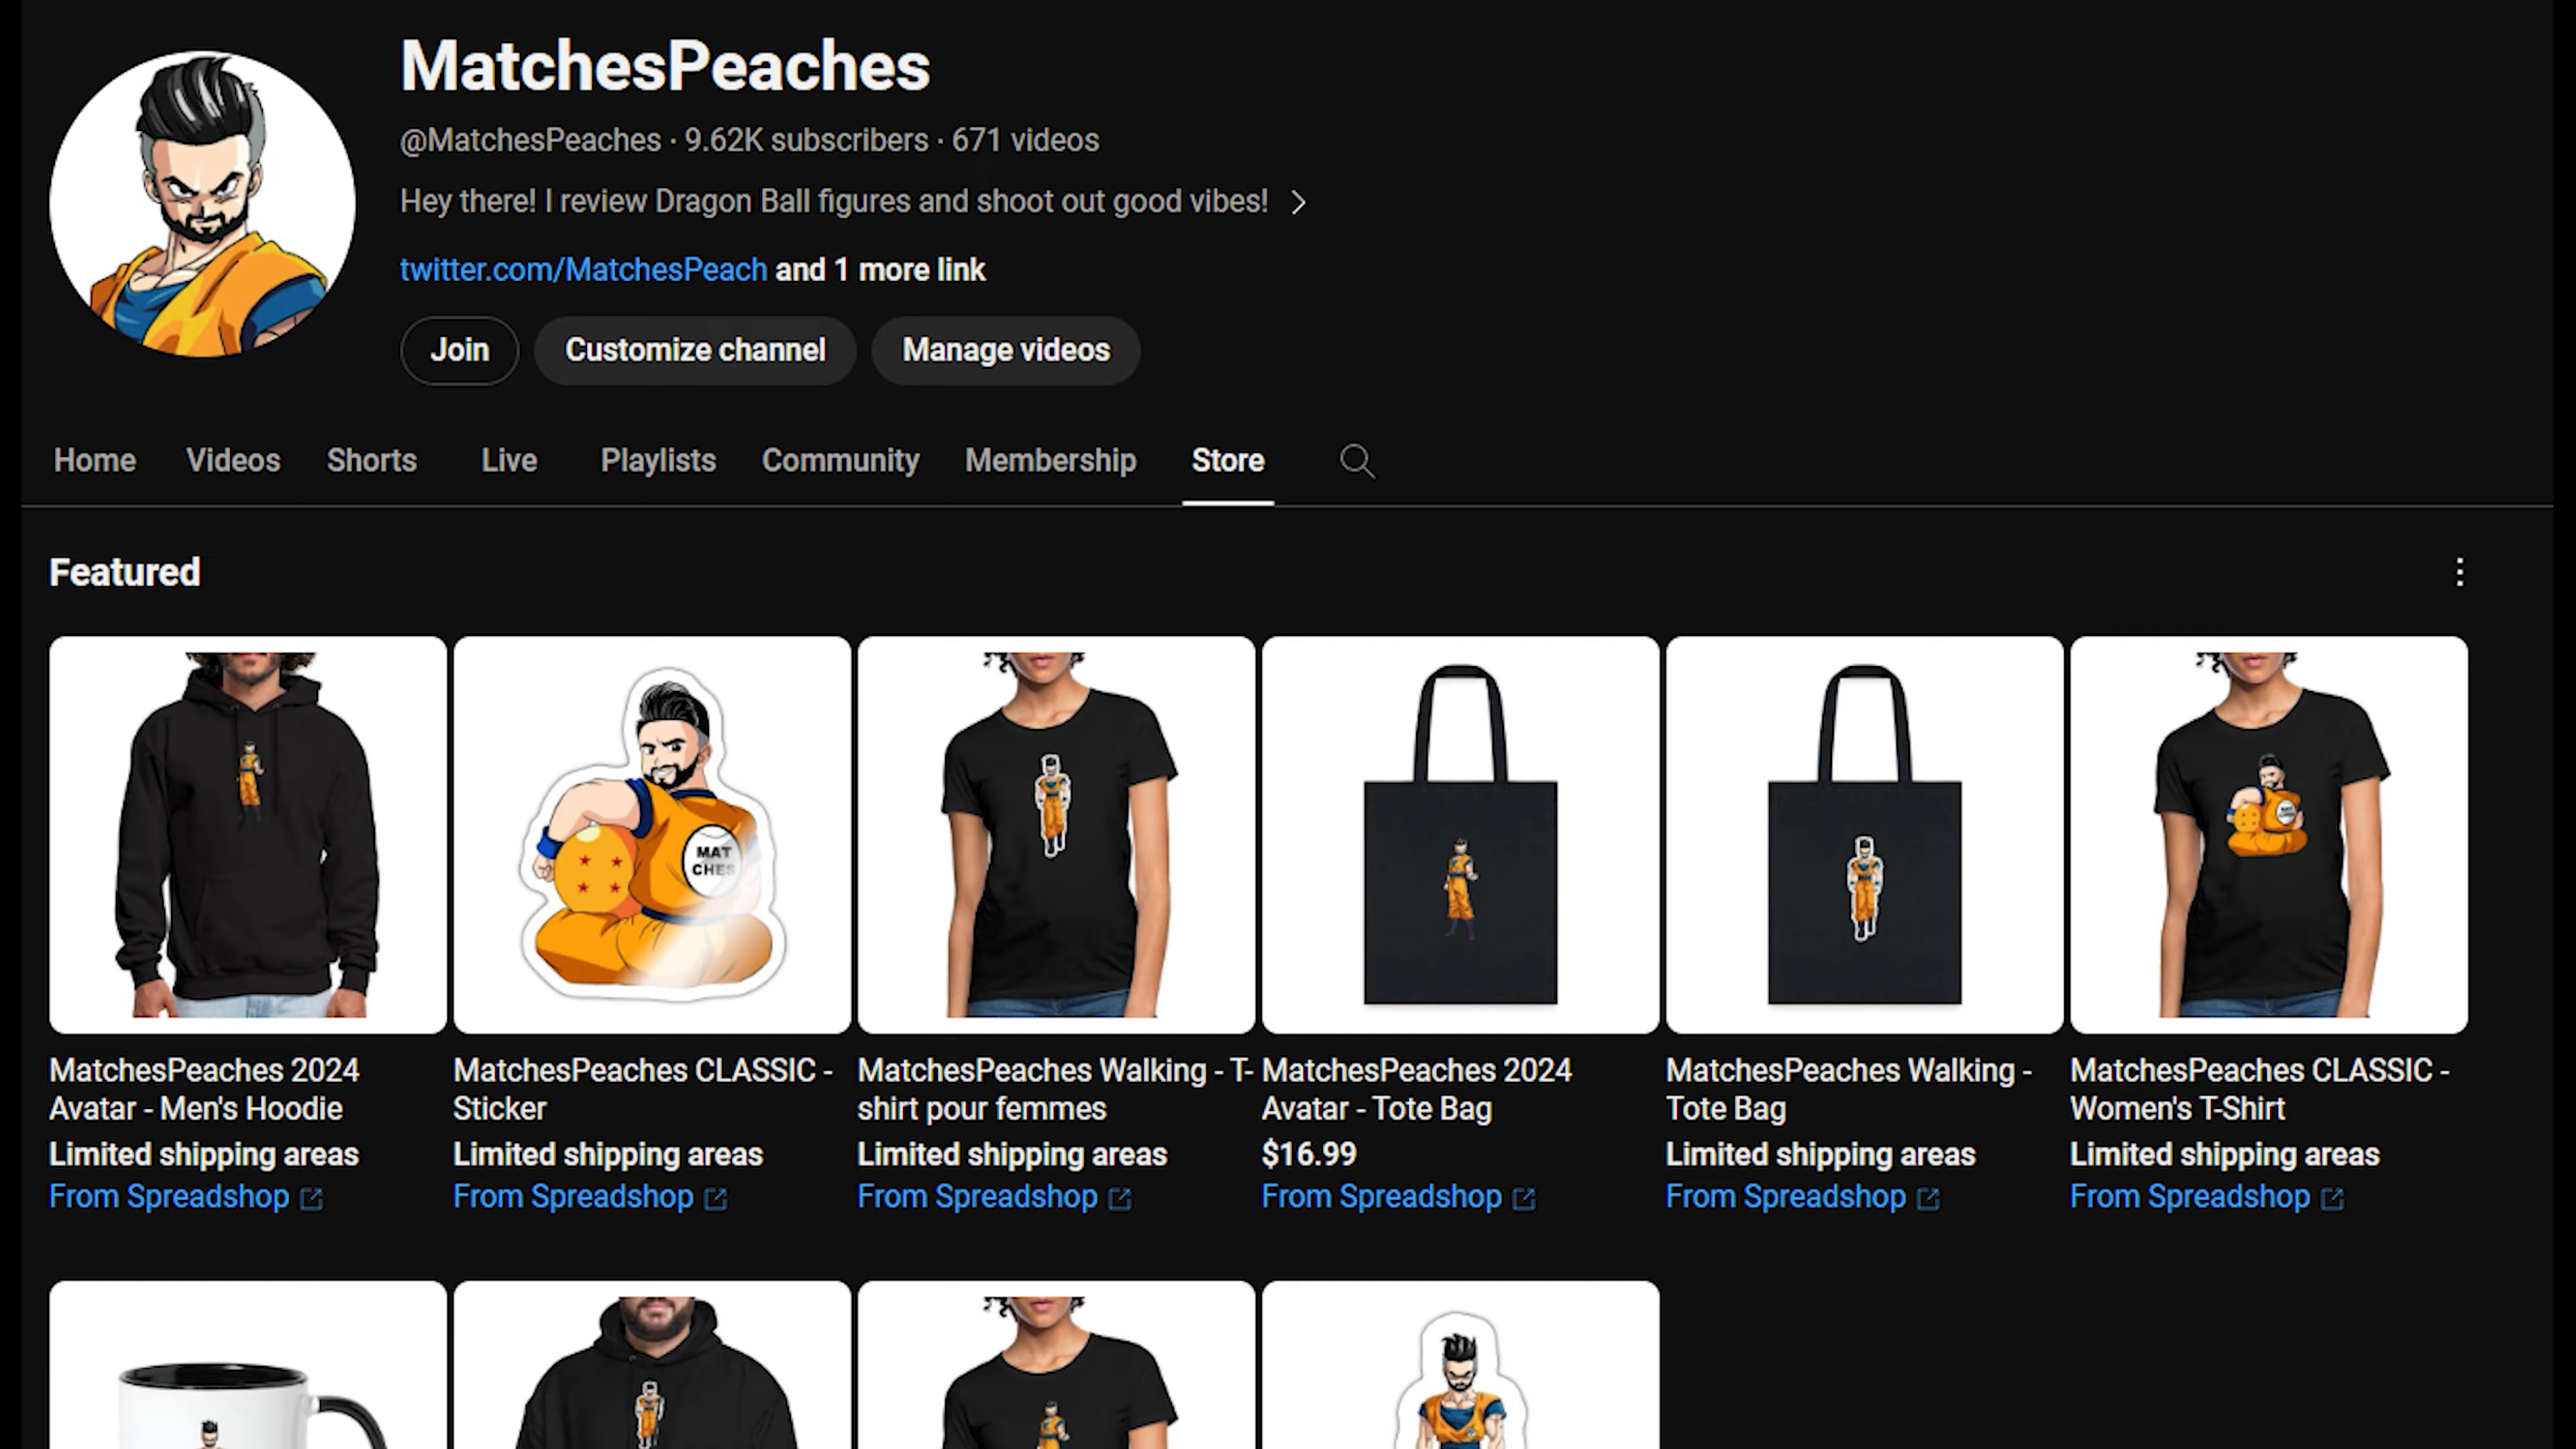 MatchesPeaches
@MatchesPeaches · 9.62K subscribers · 671 videos
Hey there! I review Dragon Ball figures and shoot out good vibes!
twitter.com/MatchesPeach and 1 more link
Join
Customize channel
Manage videos
Home
Videos
Shorts
Live
Playlists
Community
Membership
Store
Featured
MAT
CHES
MatchesPeaches 2024
Avatar - Men's Hoodie
Limited shipping areas
From Spreadshop
MatchesPeaches CLASSIC -
Sticker
Limited shipping areas
From Spreadshop
MatchesPeaches Walking - T-
shirt pour femmes
Limited shipping areas
From Spreadshop
MatchesPeaches 2024
Avatar - Tote Bag
$16.99
From Spreadshop
MatchesPeaches Walking -
Tote Bag
Limited shipping areas
From Spreadshop
MatchesPeaches CLASSIC -
Women's T-Shirt
Limited shipping areas
From Spreadshop